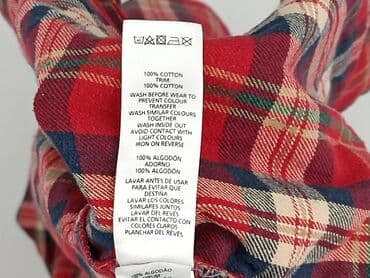 100% COTTON
TRIM
100% COTTON
WASH BEFORE WEAR TO
PREVENT COLOUR
TRANSFER
WASH SIMILAR COLOURS
TOGETHER
WASH INSIDE OUT
AVOID CONTACT WITH
LIGHT COLOURS
IRON ON REVERSE
100% ALGODÓN
ADORNO
100% ALGODÓN
LAVAR ANTES DE USAR
PARA EVITAR QUE
DESTIÑA
LAVAR LOS COLORES
SIMILARES JUNTOS
LAVAR DEL REVÉS
EVITAR EL CONTACTO CON
COLORES CLAROS
PLANCHAR DEL REVÉS
100% ALGODÃO